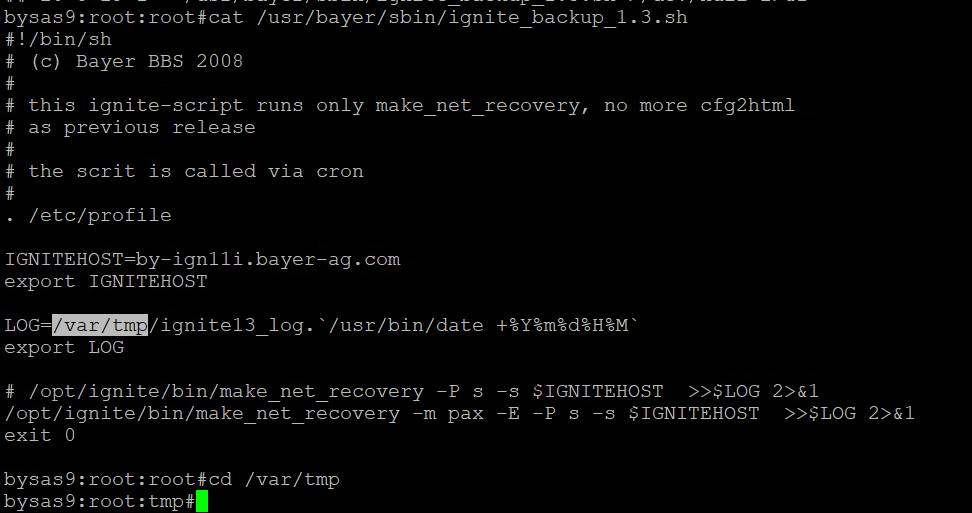 bysas9:root:root#cat /usr/bayer/sbin/ignite_backup_1.3.sh
#!/bin/sh
# (c) Bayer BBS 2008
#
# this ignite-script runs only make_net_recovery, no more cfg2html
# as previous release
#
# the scrit is called via cron
#
. /etc/profile
IGNITEHOST=by-ign1li.bayer-ag.com
export IGNITEHOST
LOG=/var/tmp/ignite13_log.`/usr/bin/date +%Y%m%d%H%M`
export LOG
# /opt/ignite/bin/make_net_recovery -P s -s $IGNITEHOST  >>$LOG 2>&1
/opt/ignite/bin/make_net_recovery -m pax -E -P s -s $IGNITEHOST  >>$LOG 2>&1
exit 0
bysas9:root:root#cd /var/tmp
bysas9:root:tmp#